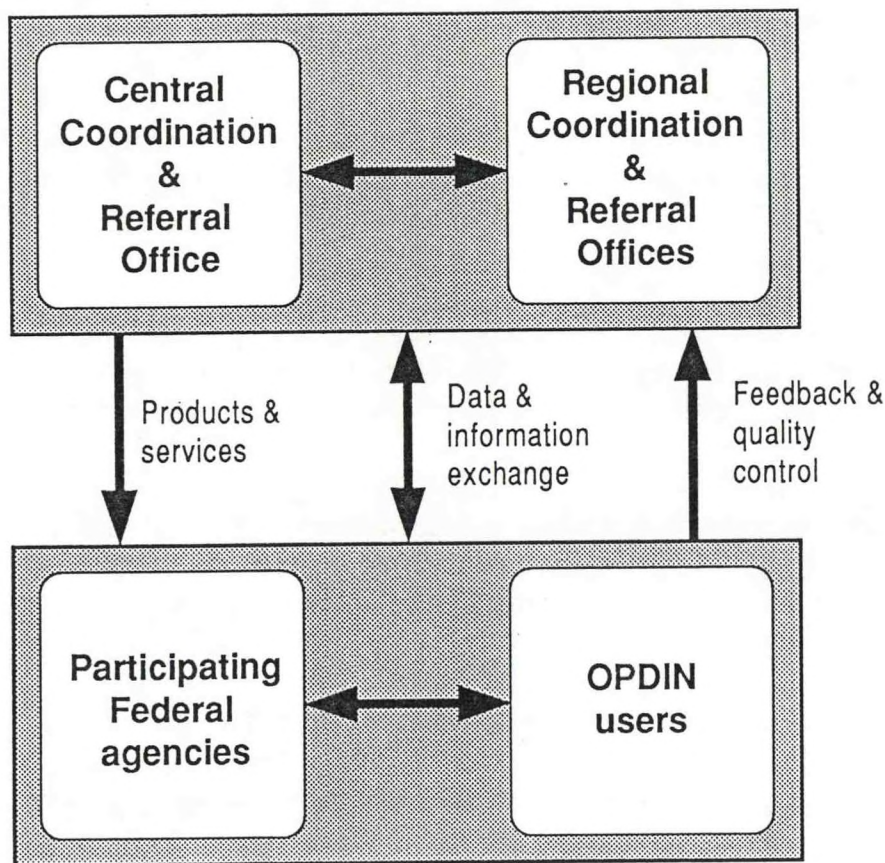 Central
Coordination
&
Referral
Office
Regional
Coordination
&
Referral
Offices
Products &
services
Data &
information
exchange
Feedback &
quality
control
Participating
Federal
agencies
OPDIN
users